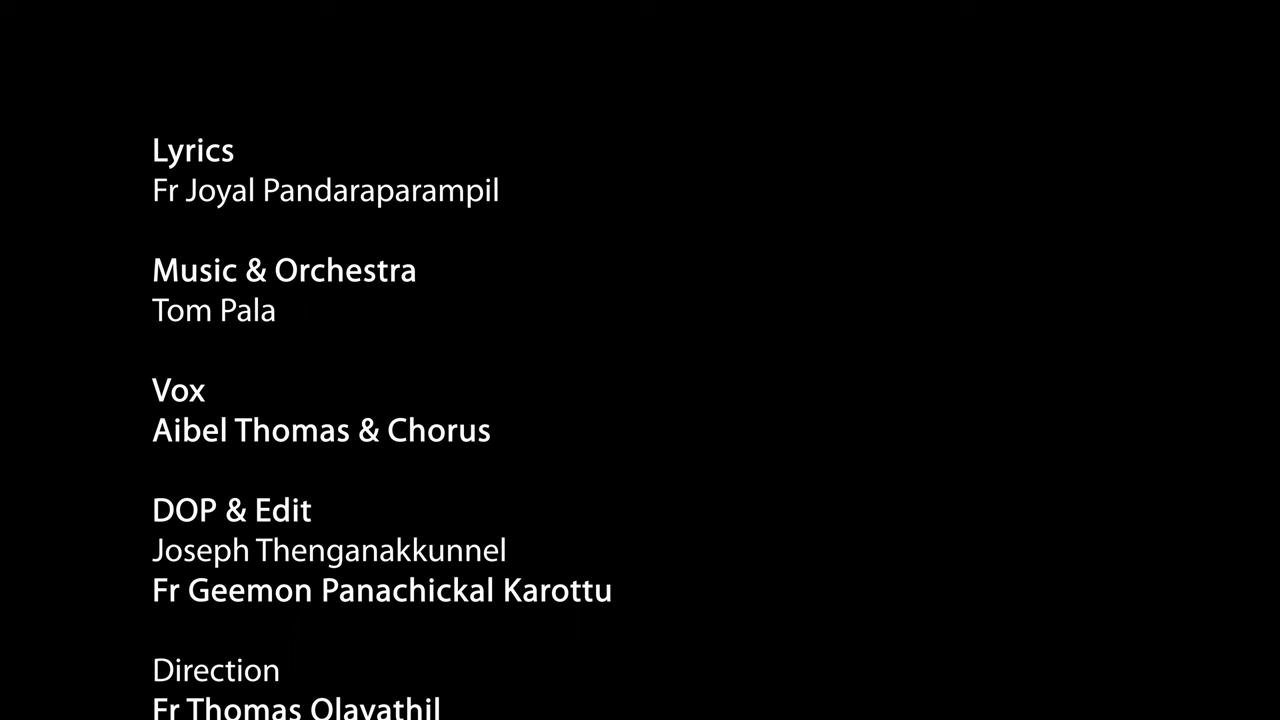 Lyrics
Fr Joyal Pandaraparampil
Music & Orchestra
Tom Pala
Vox
Aibel Thomas & Chorus
DOP & Edit
Joseph Thenganakkunnel
Fr Geemon Panachickal Karottu
Direction
Fr Thomas Olayathil